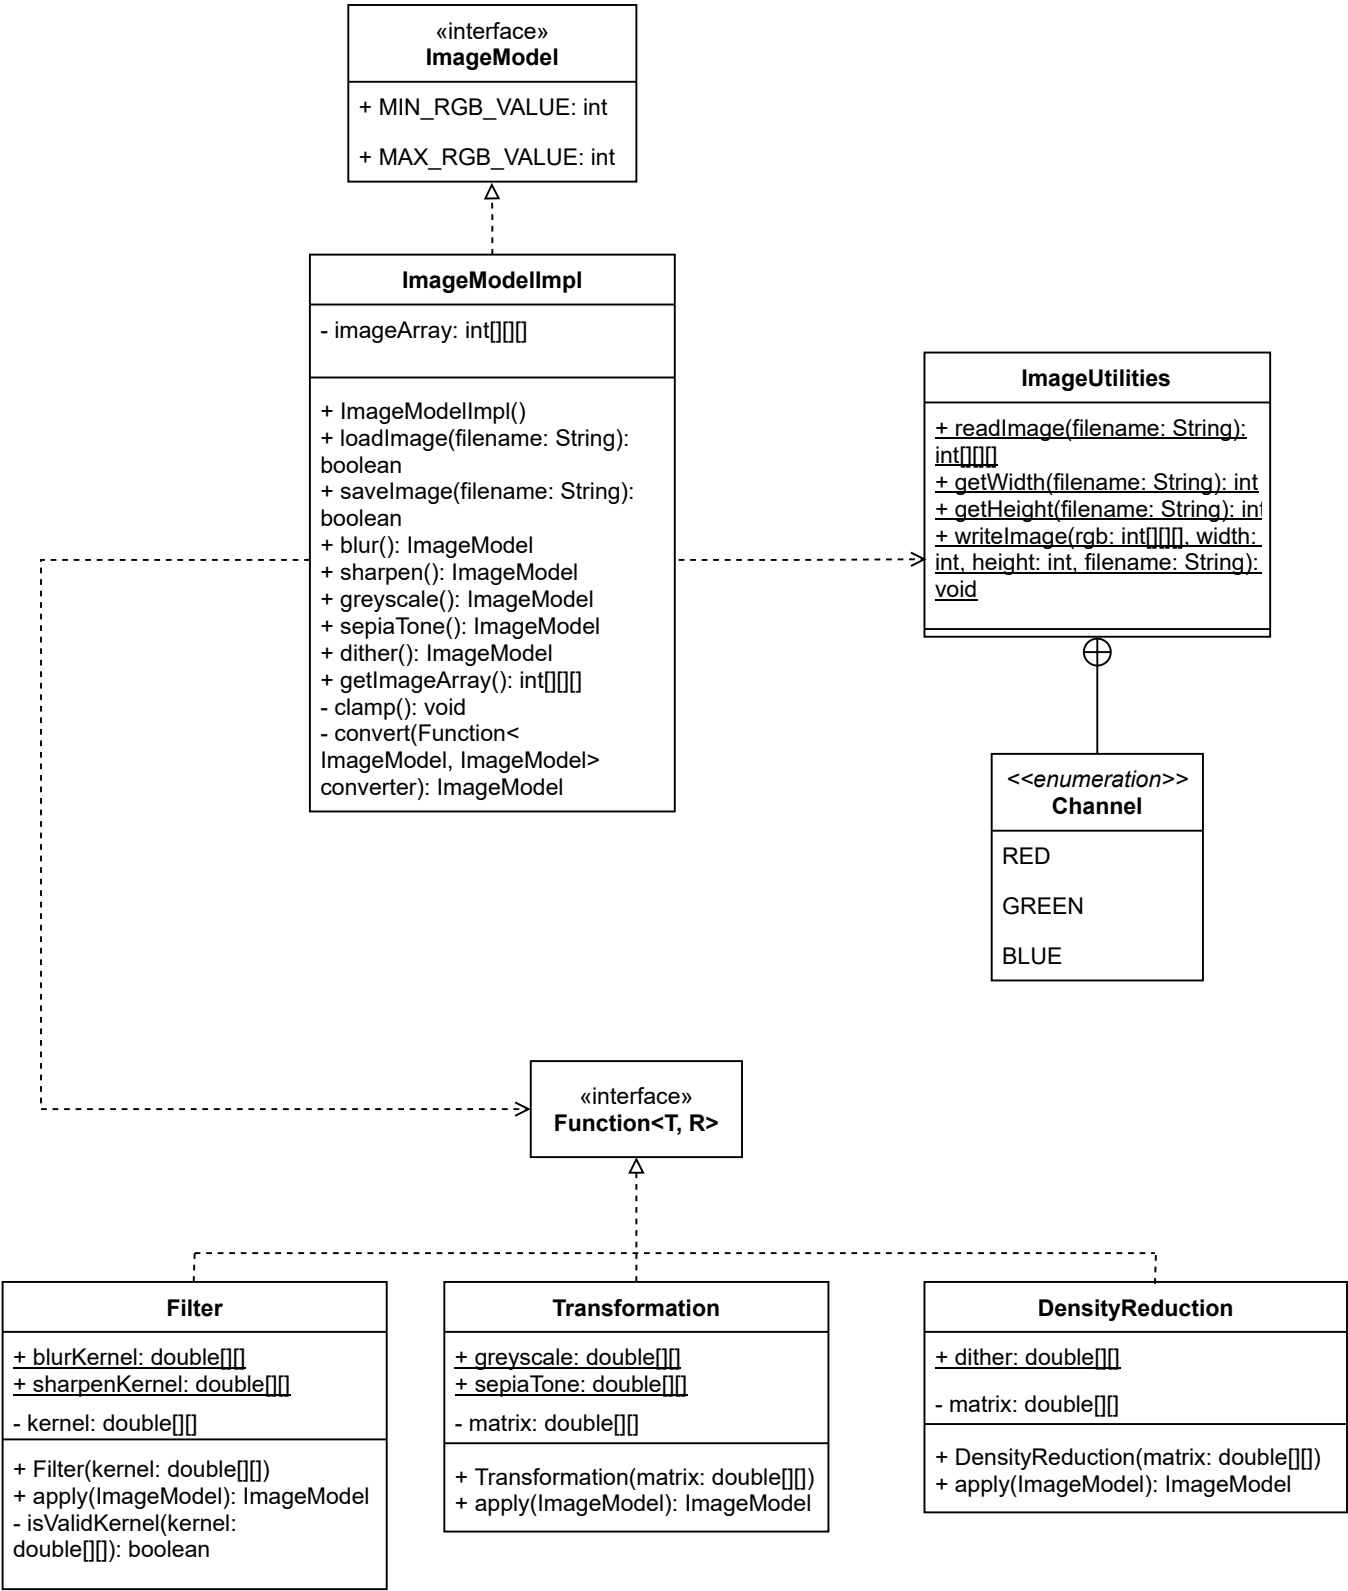 «interface»
ImageModel
+ MIN_RGB_VALUE: int
+ MAX_RGB_VALUE: int
ImageModelImpl
- imageArray: int[][][]
+ ImageModelImpl()
+ loadImage(filename: String):
boolean
+ saveImage(filename: String):
boolean
+ blur(): ImageModel
+ sharpen(): ImageModel
+ greyscale(): ImageModel
+ sepiaTone(): ImageModel
+ dither(): ImageModel
+ getImageArray(): int[][][]
- clamp(): void
- convert(Function<
ImageModel, ImageModel>
converter): ImageModel
ImageUtilities
+ readImage(filename: String):
int[][][]
+ getWidth(filename: String): int
+ getHeight(filename: String): int
+ writeImage(rgb: int[][][], width:
int, height: int, filename: String):
void
<<enumeration>>
Channel
RED
GREEN
BLUE
«interface»
Function<T, R>
Filter
+ blurKernel: double[][]
+ sharpenKernel: double[][]
- kernel: double[][]
+ Filter(kernel: double[][])
+ apply(ImageModel): ImageModel
- isValidKernel(kernel:
double[][]): boolean
Transformation
+ greyscale: double[][]
+ sepiaTone: double[][]
- matrix: double[][]
+ Transformation(matrix: double[][])
+ apply(ImageModel): ImageModel
DensityReduction
+ dither: double[][]
- matrix: double[][]
+ DensityReduction(matrix: double[][])
+ apply(ImageModel): ImageModel